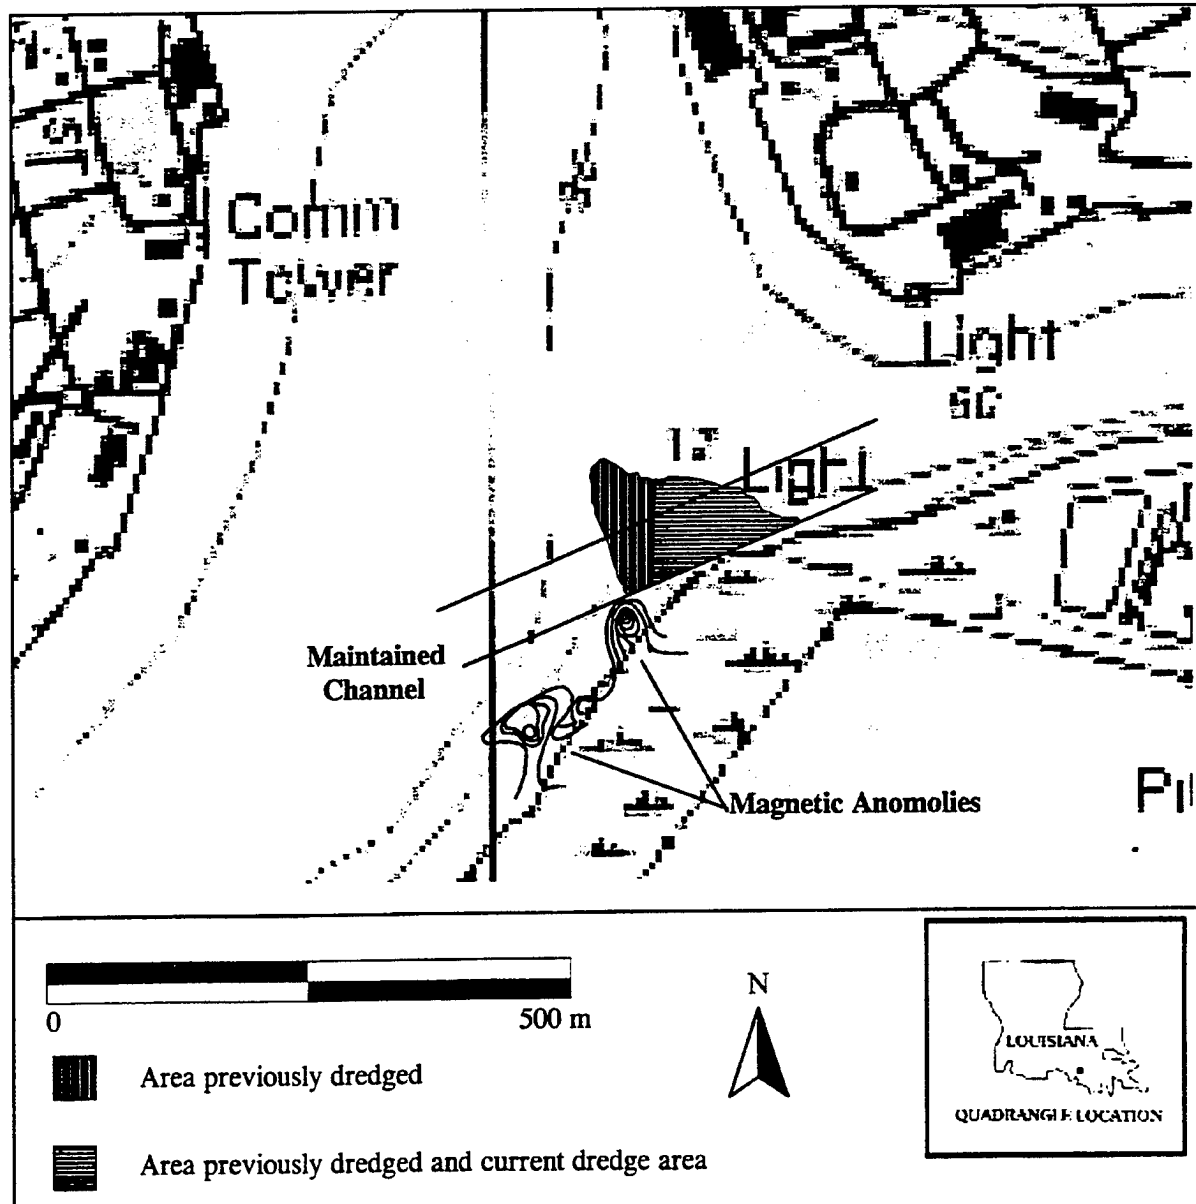 Comm
Tower
Light
Light
Maintained
Channel
Magnetic Anomolies
0
500 m
N
Area previously dredged
Area previously dredged and current dredge area
LOUISIANA
QUADRANGLE LOCATION